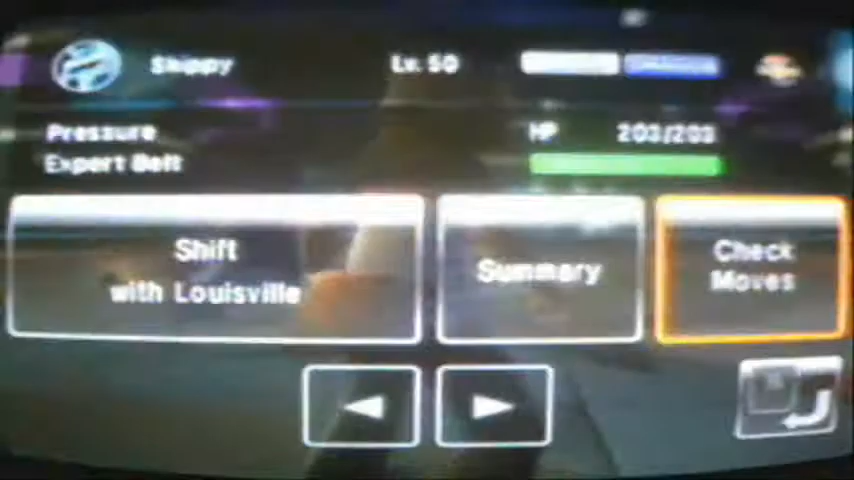 Skippy Lv. 50
Pressure HP 203/203
Expert Belt
Shift
with Louisville
Summary
Check
Moves